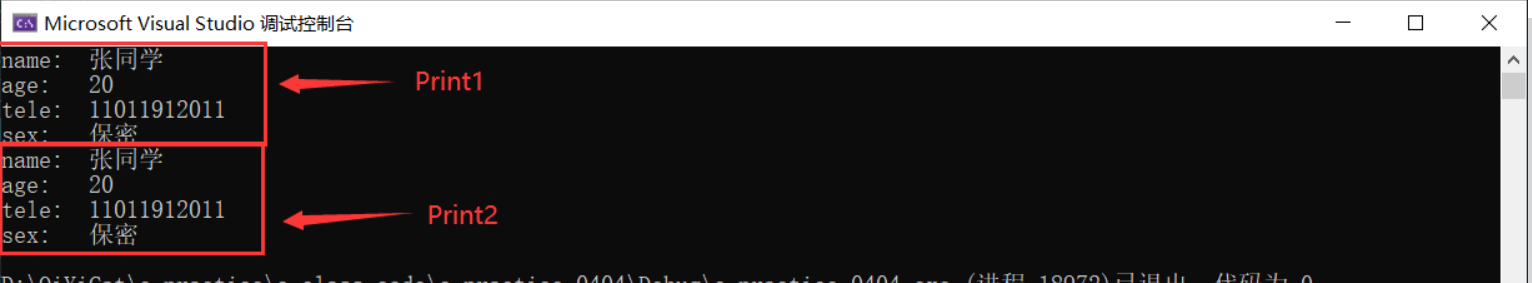 Microsoft Visual Studio 调试控制台
name: 张同学
age: 20
tele: 11011912011
sex: 保密
Print1
name: 张同学
age: 20
tele: 11011912011
sex: 保密
Print2